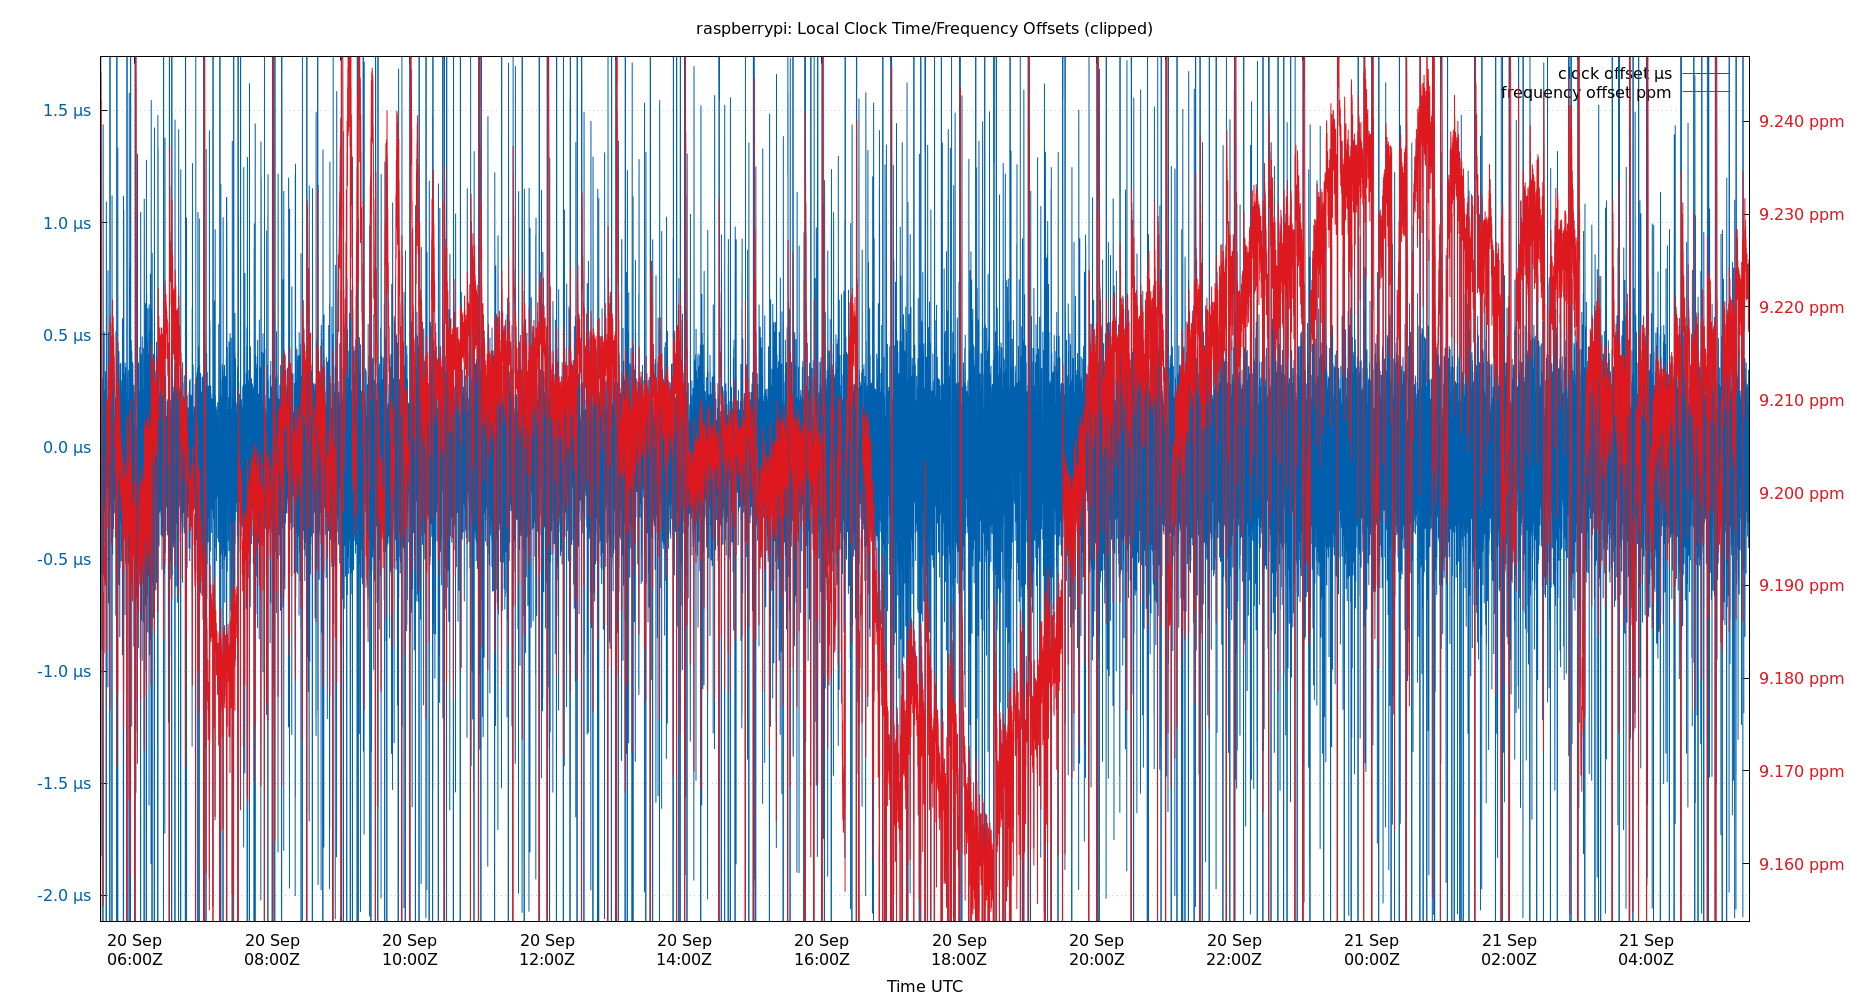 raspberrypi: Local Clock Time/Frequency Offsets (clipped)
clock offset µs
frequency offset ppm
1.5 µs
1.0 µs
0.5 µs
0.0 µs
-0.5 µs
-1.0 µs
-1.5 µs
-2.0 µs
9.240 ppm
9.230 ppm
9.220 ppm
9.210 ppm
9.200 ppm
9.190 ppm
9.180 ppm
9.170 ppm
9.160 ppm
20 Sep 20 Sep 20 Sep 20 Sep 20 Sep 20 Sep 20 Sep 20 Sep 20 Sep 21 Sep 21 Sep 21 Sep
06:00Z 08:00Z 10:00Z 12:00Z 14:00Z 16:00Z 18:00Z 20:00Z 22:00Z 00:00Z 02:00Z 04:00Z
Time UTC